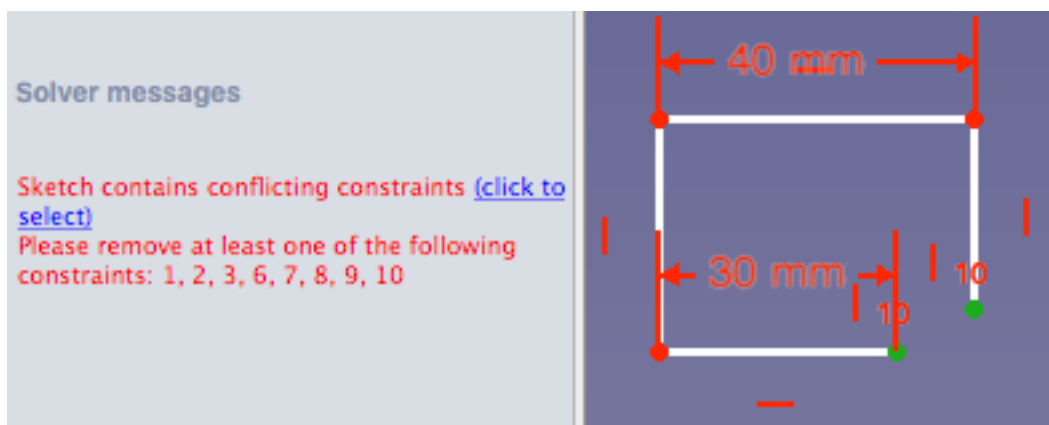 Solver messages
Sketch contains conflicting constraints (click to
select)
Please remove at least one of the following
constraints: 1, 2, 3, 6, 7, 8, 9, 10
40 mm
30 mm
10
10